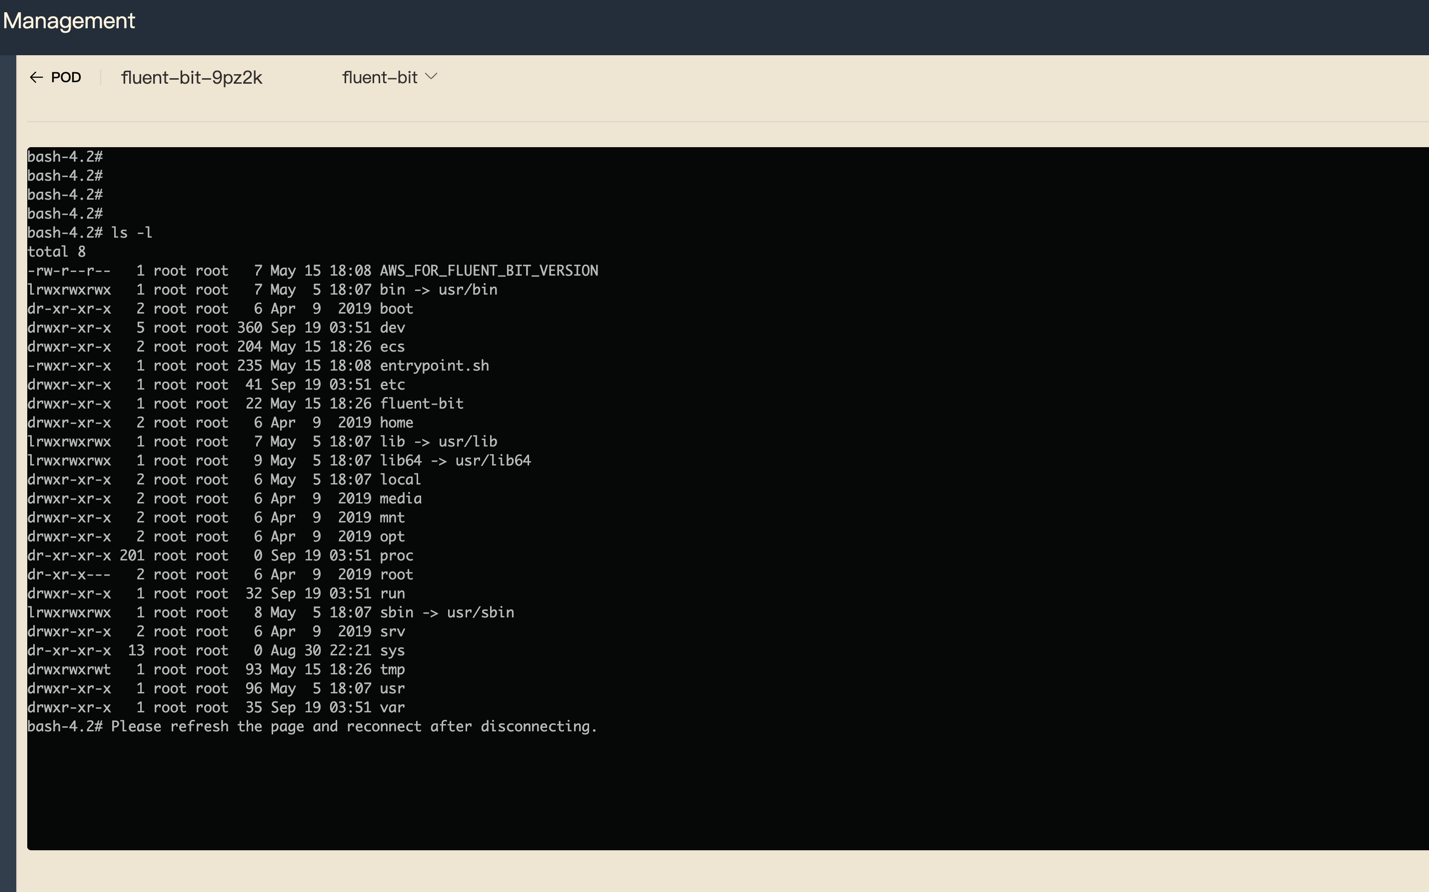 Management
POD fluent-bit-9pz2k fluent-bit
bash-4.2#
bash-4.2#
bash-4.2#
bash-4.2#
bash-4.2# ls -l
total 8
-rw-r--r--   1 root root   7 May 15 18:08 AWS_FOR_FLUENT_BIT_VERSION
lrwxrwxrwx   1 root root   7 May  5 18:07 bin -> usr/bin
dr-xr-xr-x   2 root root   6 Apr  9  2019 boot
drwxr-xr-x   5 root root 360 Sep 19 03:51 dev
drwxr-xr-x   2 root root 204 May 15 18:26 ecs
-rwxr-xr-x   1 root root 235 May 15 18:08 entrypoint.sh
drwxr-xr-x   1 root root  41 Sep 19 03:51 etc
drwxr-xr-x   1 root root  22 May 15 18:26 fluent-bit
drwxr-xr-x   2 root root   6 Apr  9  2019 home
lrwxrwxrwx   1 root root   7 May  5 18:07 lib -> usr/lib
lrwxrwxrwx   1 root root   9 May  5 18:07 lib64 -> usr/lib64
drwxr-xr-x   2 root root   6 May  5 18:07 local
drwxr-xr-x   2 root root   6 Apr  9  2019 media
drwxr-xr-x   2 root root   6 Apr  9  2019 mnt
drwxr-xr-x   2 root root   6 Apr  9  2019 opt
dr-xr-xr-x 201 root root   0 Sep 19 03:51 proc
dr-xr-x---   2 root root   6 Apr  9  2019 root
drwxr-xr-x   1 root root  32 Sep 19 03:51 run
lrwxrwxrwx   1 root root   8 May  5 18:07 sbin -> usr/sbin
drwxr-xr-x   2 root root   6 Apr  9  2019 srv
dr-xr-xr-x  13 root root   0 Aug 30 22:21 sys
drwxrwxrwt   1 root root  93 May 15 18:26 tmp
drwxr-xr-x   1 root root  96 May  5 18:07 usr
drwxr-xr-x   1 root root  35 Sep 19 03:51 var
bash-4.2# Please refresh the page and reconnect after disconnecting.